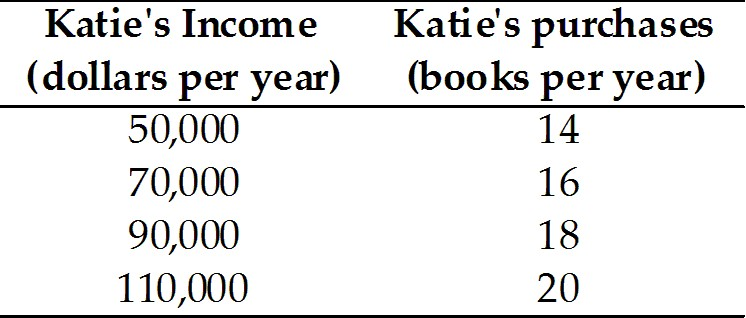 Katie's Income Katie's purchases
(dollars per year) (books per year)
50,000 14
70,000 16
90,000 18
110,000 20